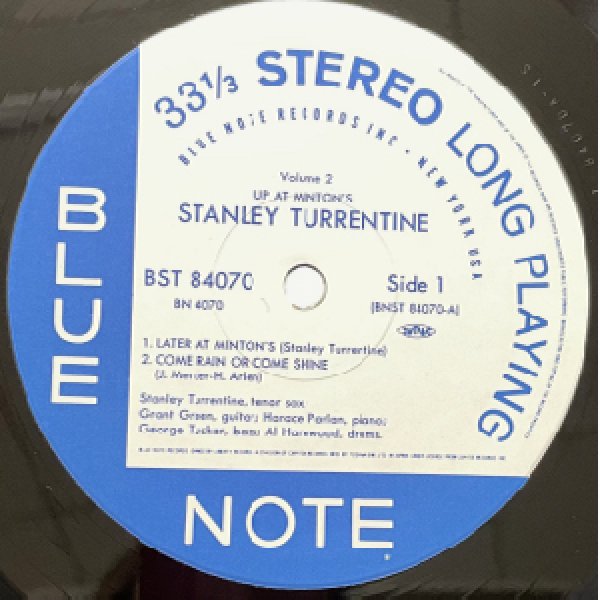 33⅓ STEREO LONG PLAYING
BLUE NOTE RECORDS INC • NEW YORK USA
Volume 2
UP AT MINTON'S
STANLEY TURRENTINE
BST 84070
BN 4070
Side 1
(BNST 84070-A)
1. LATER AT MINTON'S (Stanley Turrentine)
2. COME RAIN OR COME SHINE
(J. Mercer-H. Arlen)
Stanley Turrentine, tenor sax
Grant Green, guitar; Horace Parlan, piano;
George Tucker, bass; Al Harewood, drums.
BLUE
NOTE